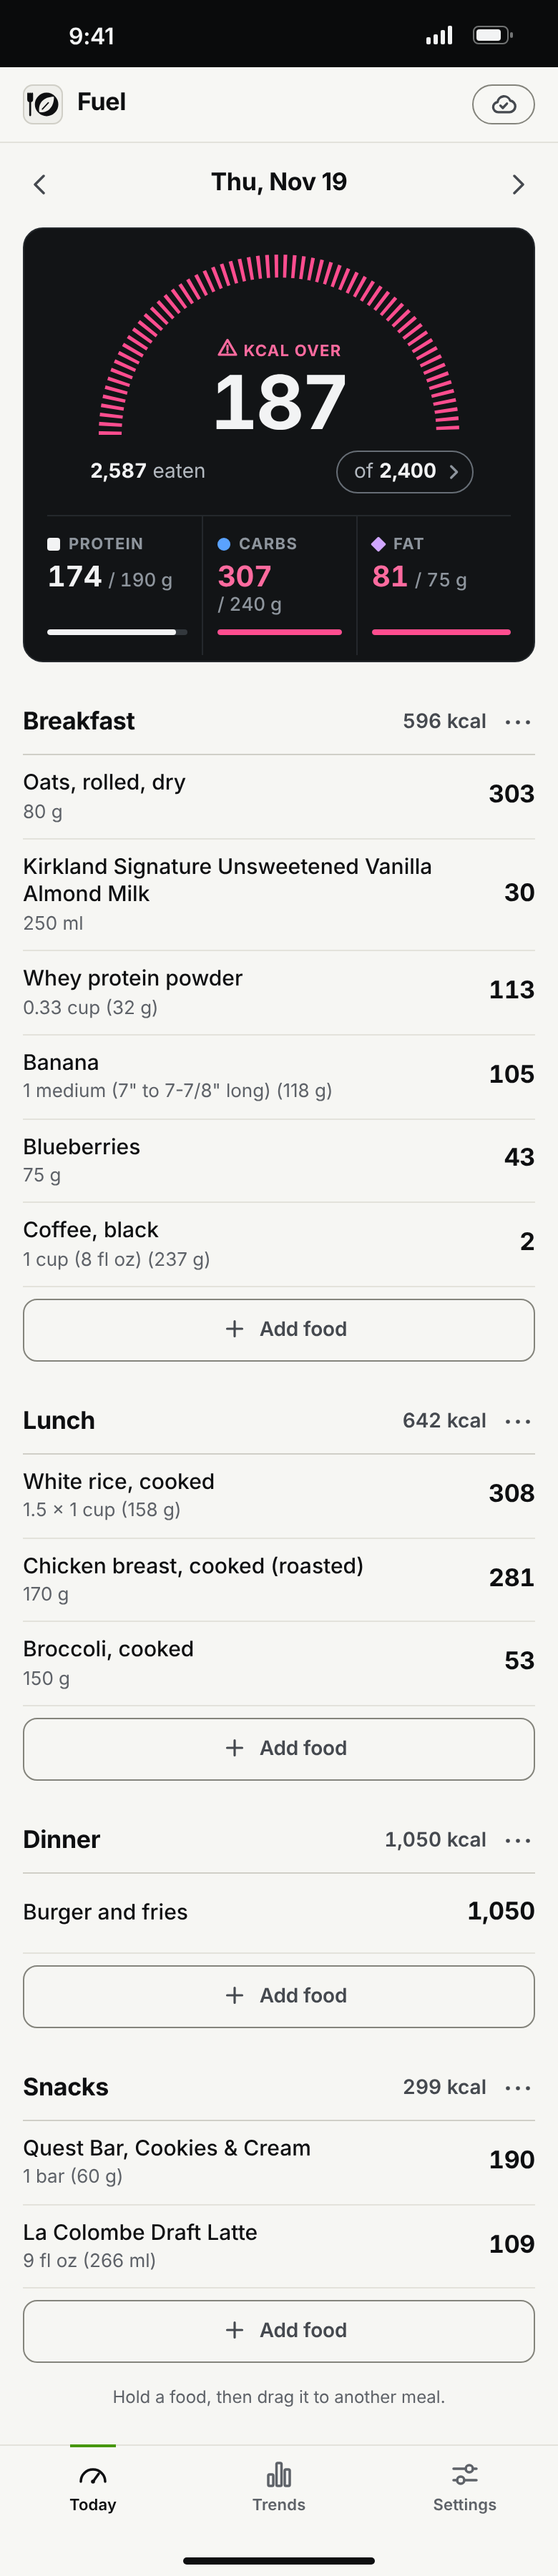 9:41
Fuel
Thu, Nov 19
KCAL OVER
187
2,587 eaten
of 2,400
PROTEIN
174 / 190 g
CARBS
307
/ 240 g
FAT
81 / 75 g
Breakfast
596 kcal
Oats, rolled, dry
303
80 g
Kirkland Signature Unsweetened Vanilla
Almond Milk
30
250 ml
Whey protein powder
113
0.33 cup (32 g)
Banana
105
1 medium (7" to 7-7/8" long) (118 g)
Blueberries
43
75 g
Coffee, black
2
1 cup (8 fl oz) (237 g)
Add food
Lunch
642 kcal
White rice, cooked
308
1.5 × 1 cup (158 g)
Chicken breast, cooked (roasted)
281
170 g
Broccoli, cooked
53
150 g
Add food
Dinner
1,050 kcal
Burger and fries
1,050
Add food
Snacks
299 kcal
Quest Bar, Cookies & Cream
190
1 bar (60 g)
La Colombe Draft Latte
109
9 fl oz (266 ml)
Add food
Hold a food, then drag it to another meal.
Today
Trends
Settings